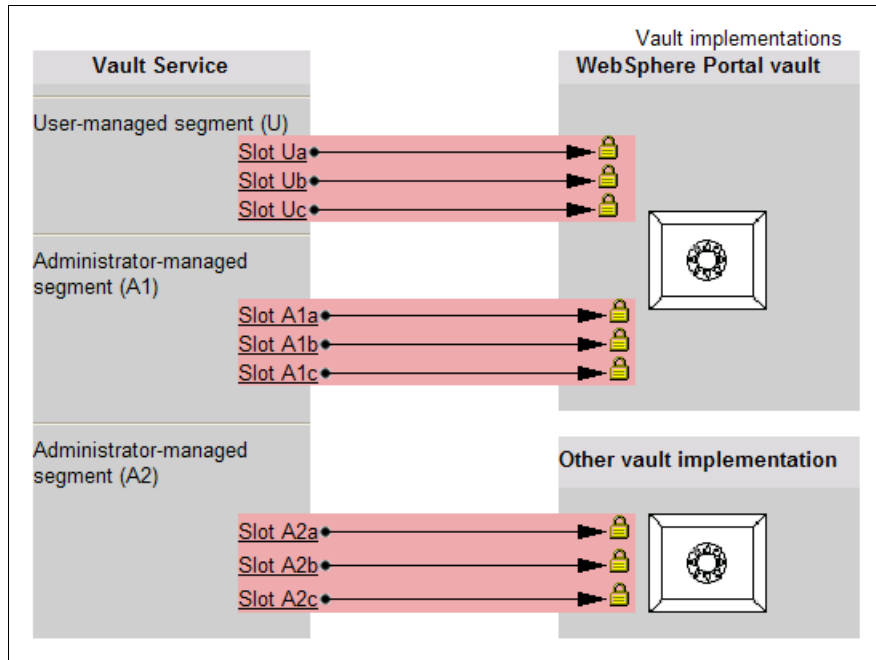 Vault implementations
Vault Service
WebSphere Portal vault
User-managed segment (U)
Slot Ua
Slot Ub
Slot Uc
Administrator-managed
segment (A1)
Slot A1a
Slot A1b
Slot A1c
Administrator-managed
segment (A2)
Other vault implementation
Slot A2a
Slot A2b
Slot A2c